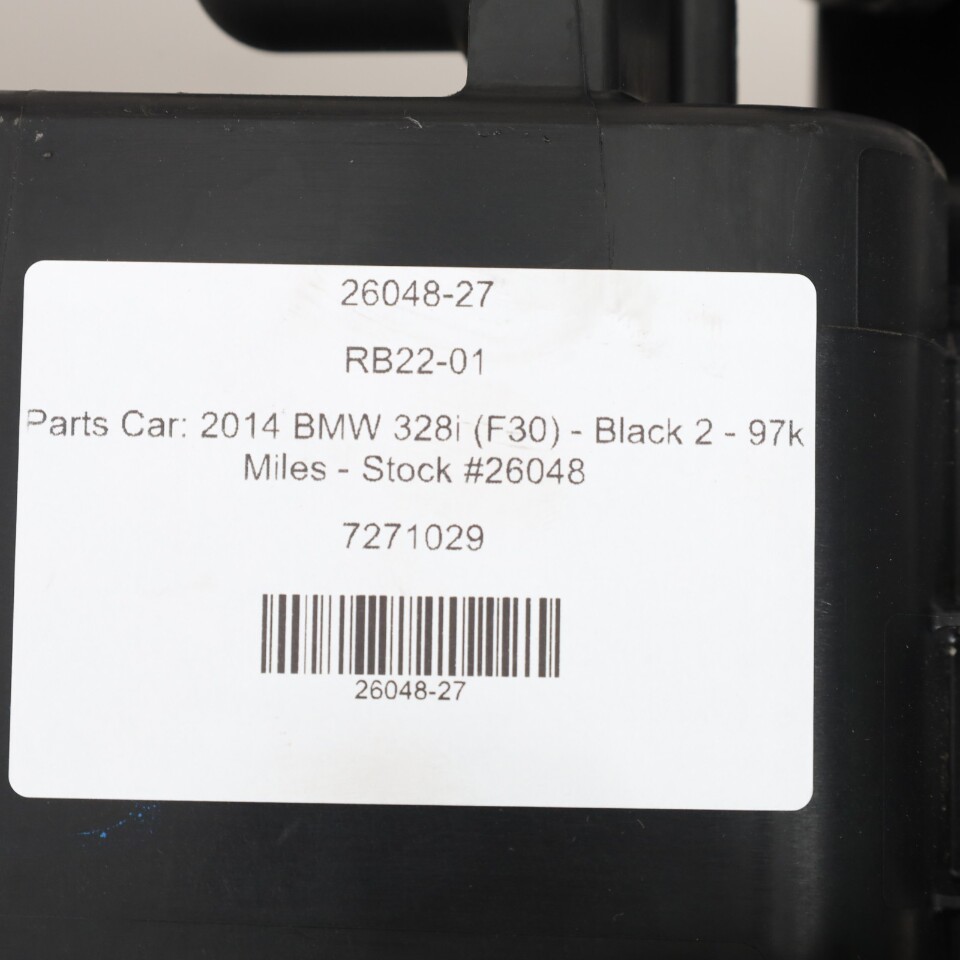 26048-27
RB22-01
Parts Car: 2014 BMW 328i (F30) - Black 2 - 97k
Miles - Stock #26048
7271029
26048-27